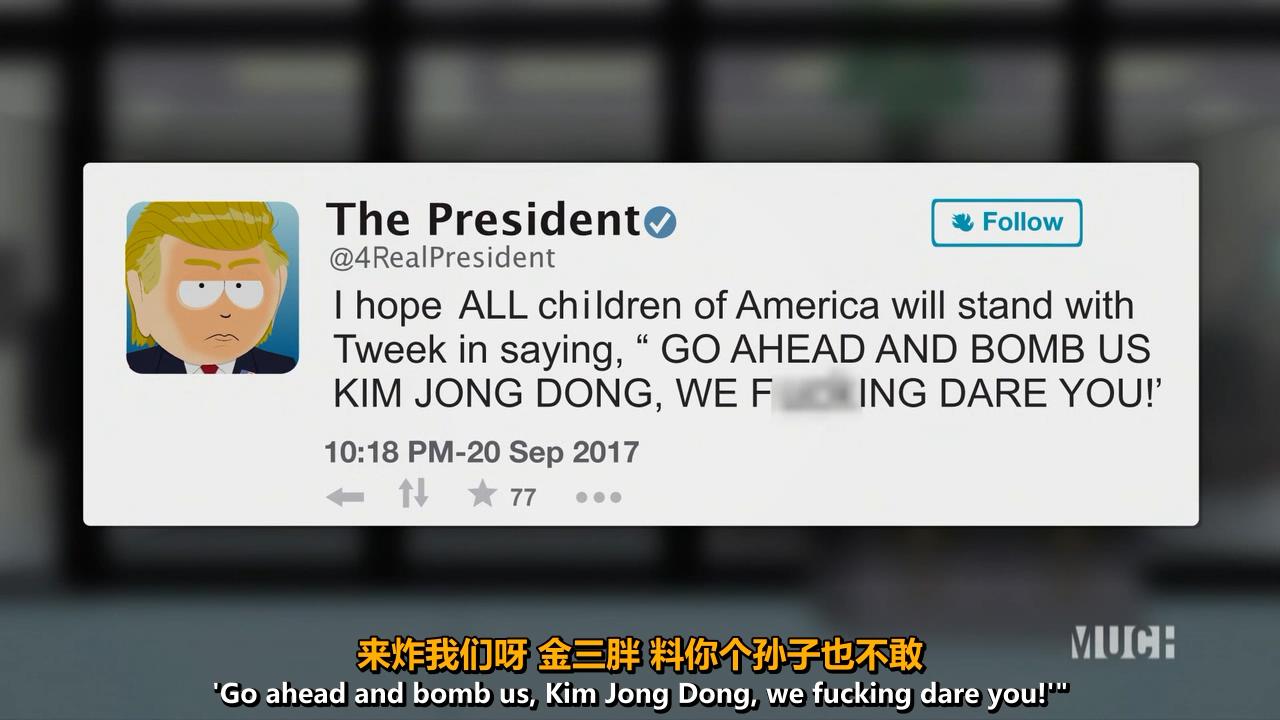 The President
@4RealPresident
Follow
I hope ALL children of America will stand with
Tweek in saying, “ GO AHEAD AND BOMB US
KIM JONG DONG, WE F ING DARE YOU!’
10:18 PM-20 Sep 2017
77
来炸我们呀 金三胖 料你个孙子也不敢
'Go ahead and bomb us, Kim Jong Dong, we fucking dare you!'"
MUCH